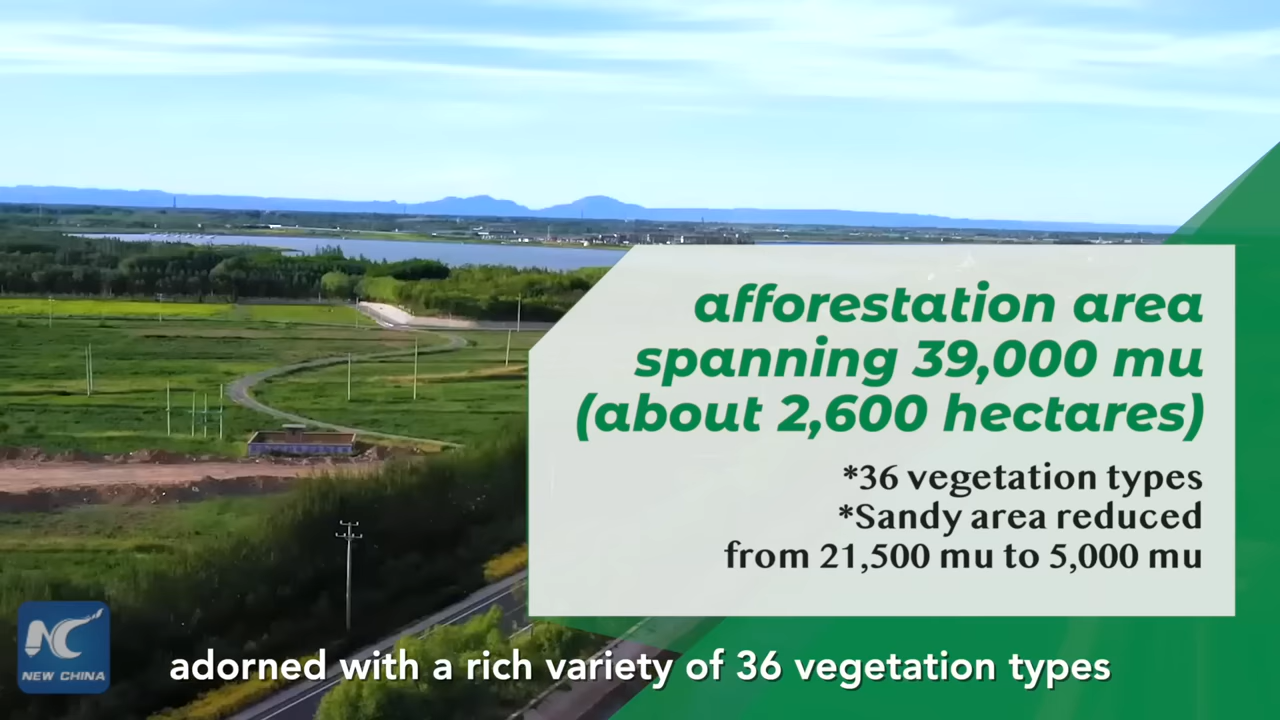 afforestation area
spanning 39,000 mu
(about 2,600 hectares)
*36 vegetation types
*Sandy area reduced
from 21,500 mu to 5,000 mu
NC
NEW CHINA
adorned with a rich variety of 36 vegetation types